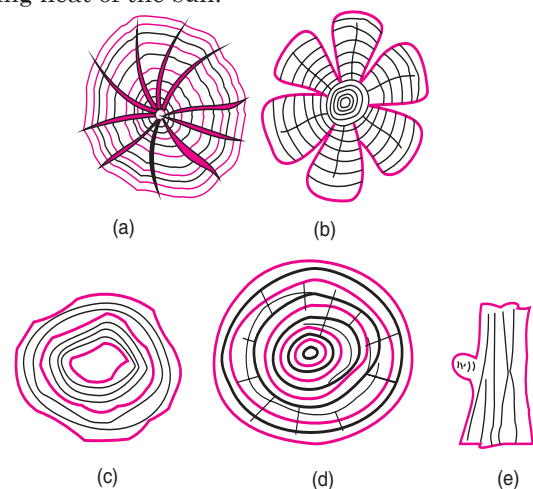 ing heat of the sun.
(a)
(b)
(c)
(d)
(e)